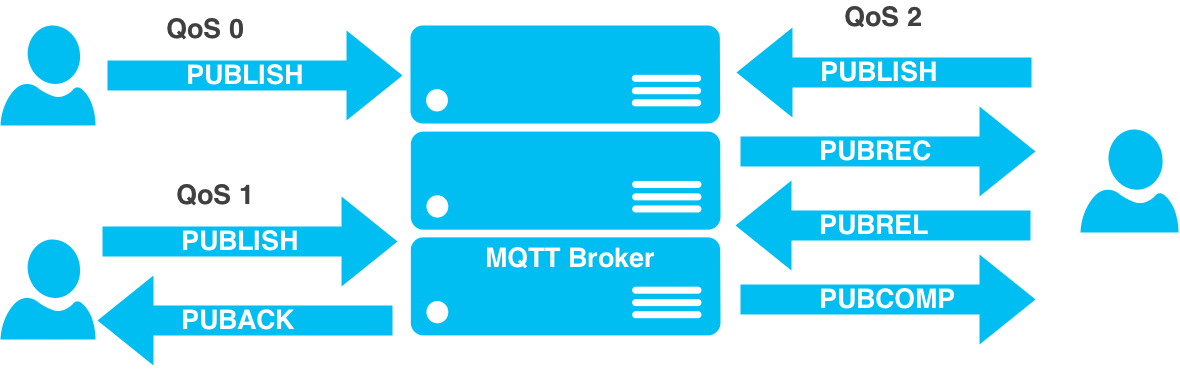 QoS 0
PUBLISH
QoS 1
PUBLISH
PUBACK
MQTT Broker
QoS 2
PUBLISH
PUBREC
PUBREL
PUBCOMP